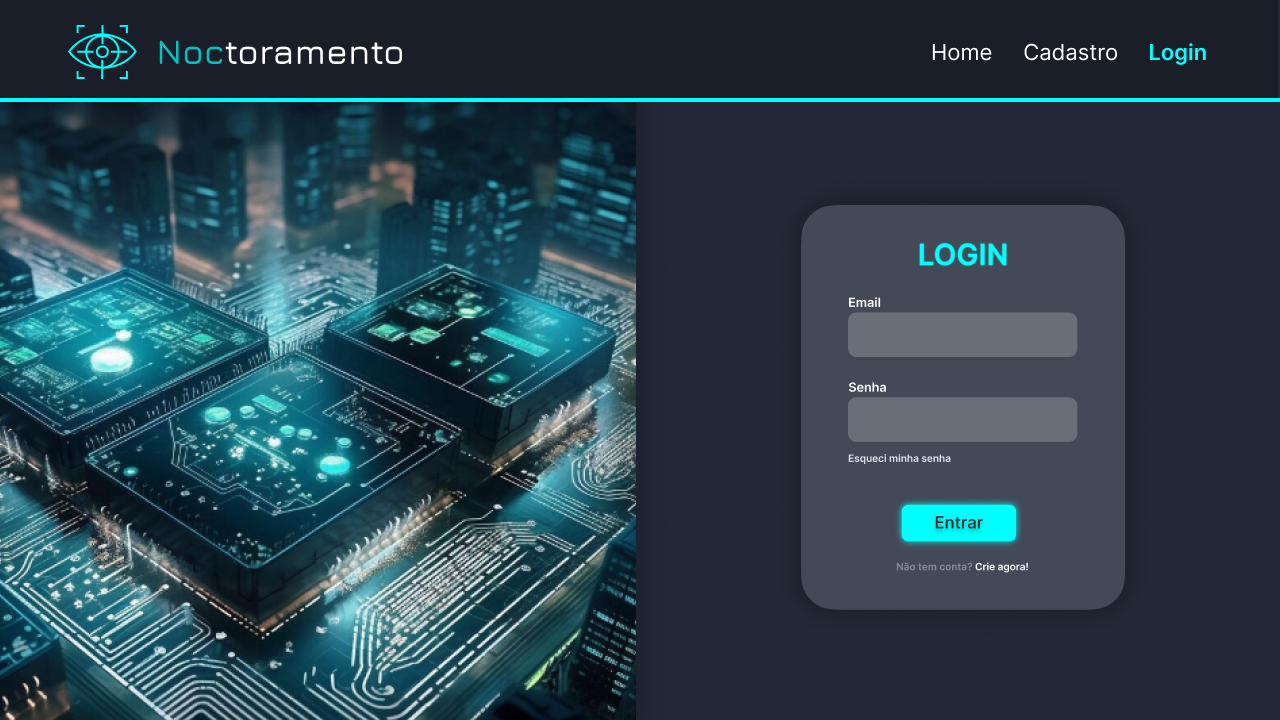 Noctoramento
Home Cadastro Login
LOGIN
Email
Senha
Esqueci minha senha
Entrar
Não tem conta? Crie agora!